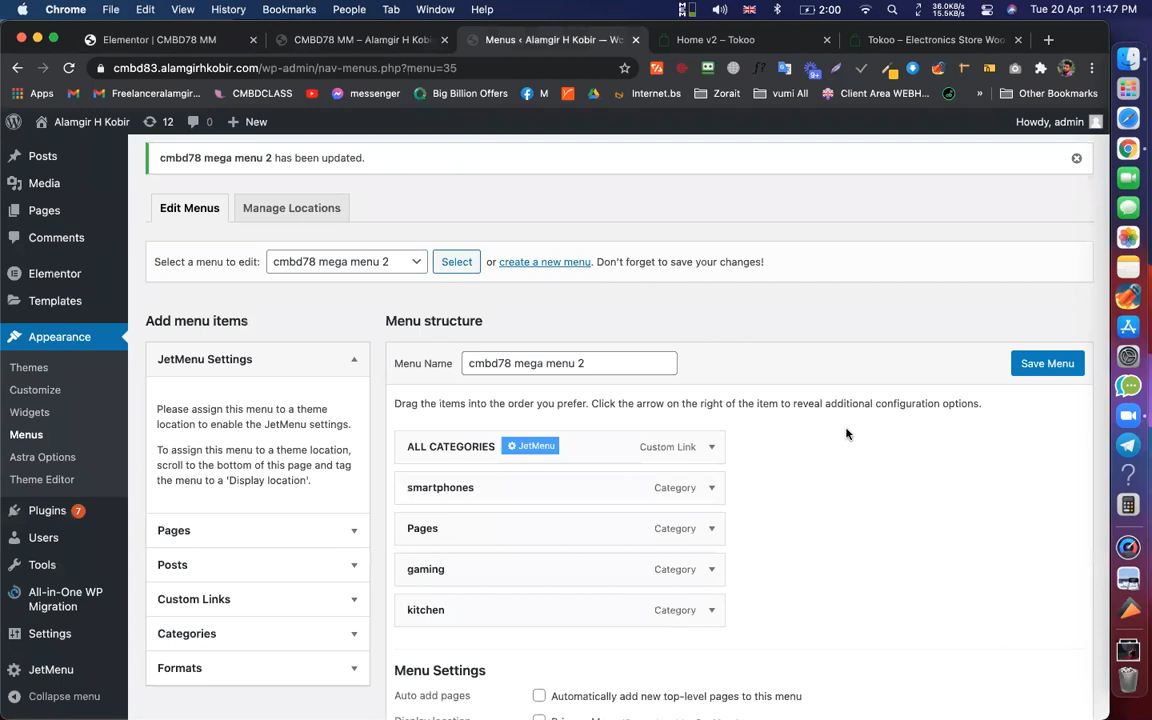 Chrome File Edit View History Bookmarks People Tab Window Help 2:00 36.0KB/s 15.5KB/s Tue 20 Apr 11:47 PM
Elementor | CMBD78 MM CMBD78 MM – Alamgir H Kobi Menus ‹ Alamgir H Kobir — Wo Home v2 – Tokoo Tokoo – Electronics Store Woo
cmbd83.alamgirhkobir.com/wp-admin/nav-menus.php?menu=35 f? 9+
Apps Freelanceralamgir... CMBDCLASS messenger Big Billion Offers M Internet.bs Zorait vumi All Client Area WEBH... » Other Bookmarks
Alamgir H Kobir 12 0 New Howdy, admin
Posts
Media
Pages
Comments
Elementor
Templates
Appearance
Themes
Customize
Widgets
Menus
Astra Options
Theme Editor
Plugins 7
Users
Tools
All-in-One WP
Migration
Settings
JetMenu
Collapse menu
cmbd78 mega menu 2 has been updated.
Edit Menus Manage Locations
Select a menu to edit: cmbd78 mega menu 2 Select or create a new menu. Don't forget to save your changes!
Add menu items
JetMenu Settings
Please assign this menu to a theme
location to enable the JetMenu settings.
To assign this menu to a theme location,
scroll to the bottom of this page and tag
the menu to a 'Display location'.
Pages
Posts
Custom Links
Categories
Formats
Menu structure
Menu Name cmbd78 mega menu 2 Save Menu
Drag the items into the order you prefer. Click the arrow on the right of the item to reveal additional configuration options.
ALL CATEGORIES JetMenu Custom Link
smartphones Category
Pages Category
gaming Category
kitchen Category
Menu Settings
Auto add pages Automatically add new top-level pages to this menu